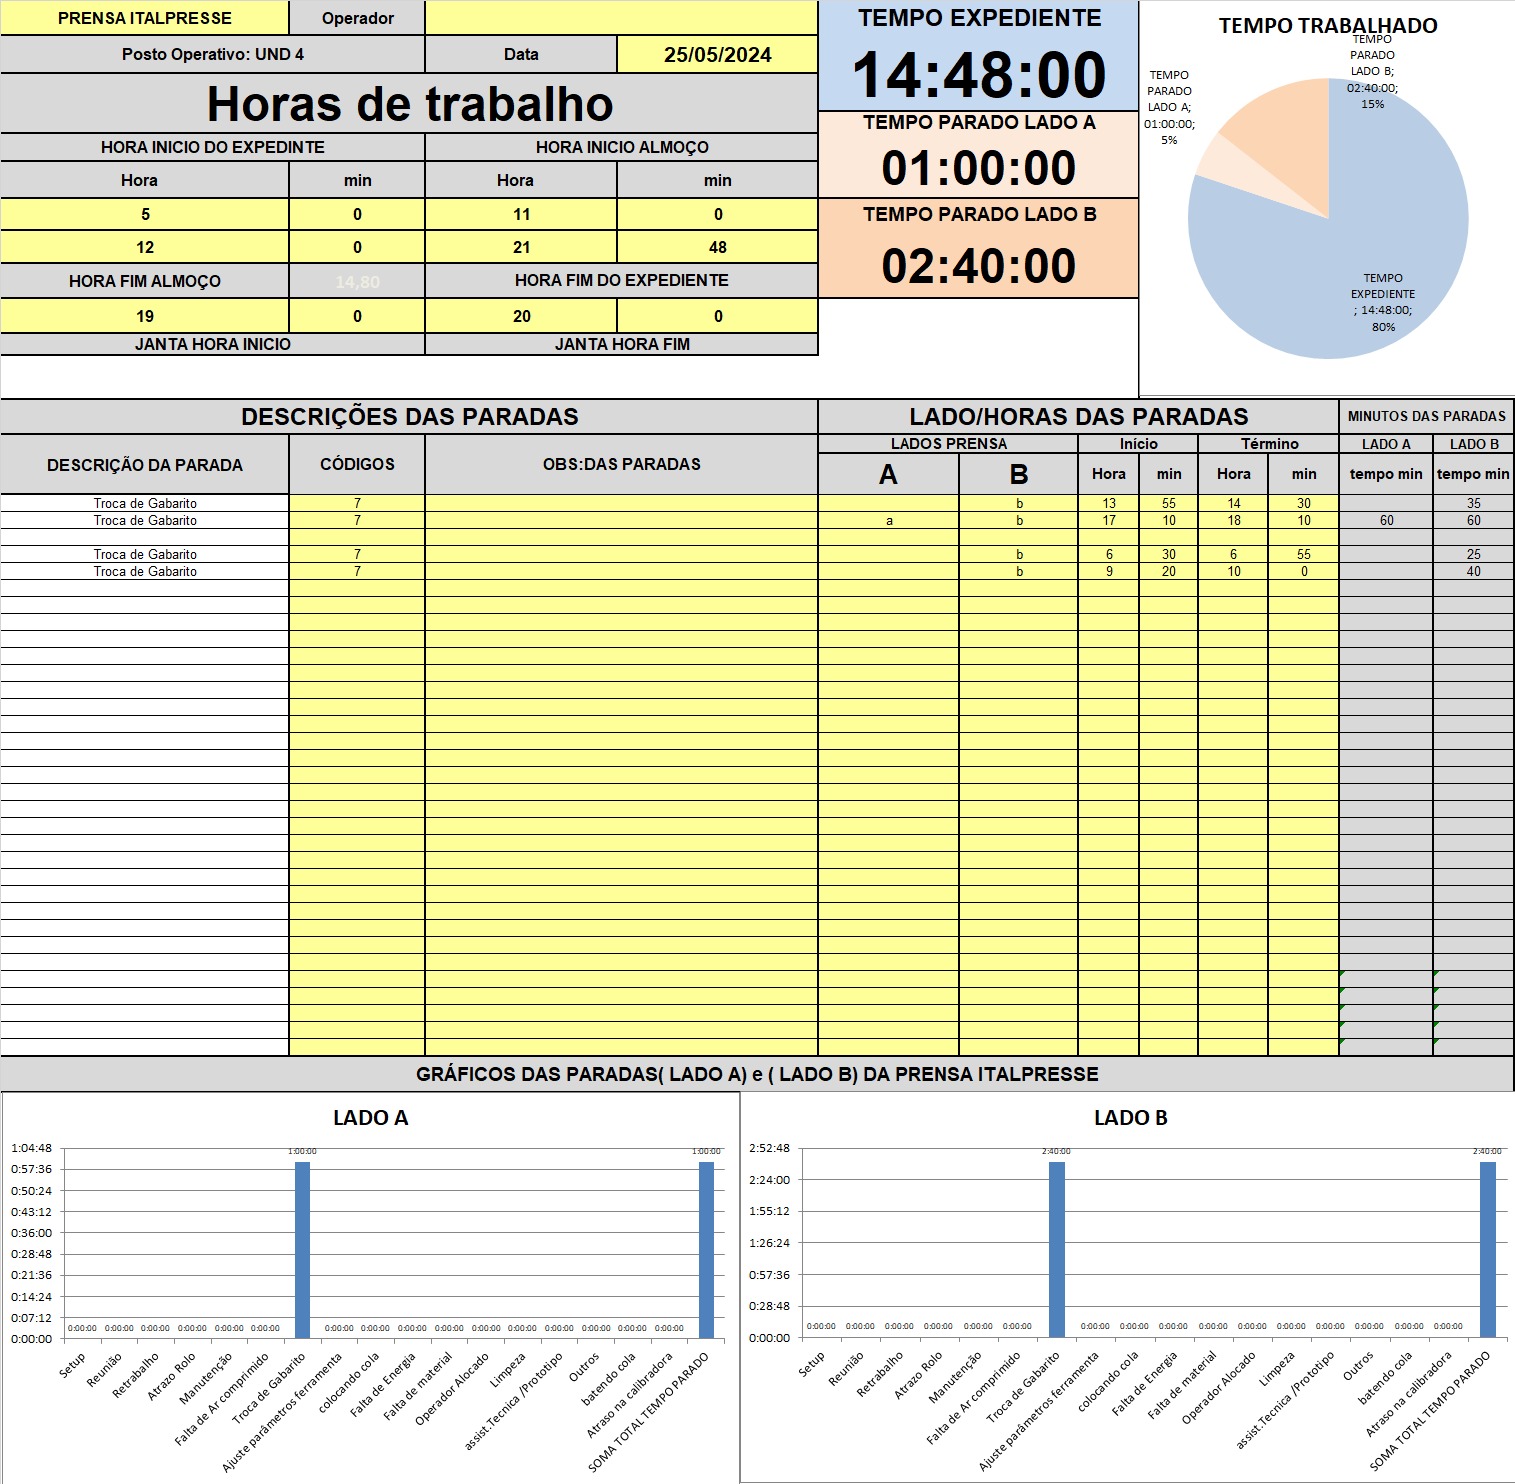 PRENSA ITALPRESSE Operador
Posto Operativo: UND 4 Data 25/05/2024
Horas de trabalho
HORA INICIO DO EXPEDINTE HORA INICIO ALMOÇO
Hora min Hora min
5 0 11 0
12 0 21 48
HORA FIM ALMOÇO 14,80 HORA FIM DO EXPEDIENTE
19 0 20 0
JANTA HORA INICIO JANTA HORA FIM
TEMPO EXPEDIENTE
14:48:00
TEMPO PARADO LADO A
01:00:00
TEMPO PARADO LADO B
02:40:00
TEMPO TRABALHADO
TEMPO
PARADO
LADO B;
02:40:00;
15%
TEMPO
PARADO
LADO A;
01:00:00;
5%
TEMPO
EXPEDIENTE
; 14:48:00;
80%
DESCRIÇÕES DAS PARADAS LADO/HORAS DAS PARADAS MINUTOS DAS PARADAS
DESCRIÇÃO DA PARADA CÓDIGOS OBS:DAS PARADAS LADOS PRENSA Início Término LADO A LADO B
A B Hora min Hora min tempo min tempo min
Troca de Gabarito 7 b 13 55 14 30 35
Troca de Gabarito 7 a b 17 10 18 10 60 60
Troca de Gabarito 7 b 6 30 6 55 25
Troca de Gabarito 7 b 9 20 10 0 40
GRÁFICOS DAS PARADAS( LADO A) e ( LADO B) DA PRENSA ITALPRESSE
LADO A
1:04:48
0:57:36
0:50:24
0:43:12
0:36:00
0:28:48
0:21:36
0:14:24
0:07:12
0:00:00
0:00:00 0:00:00 0:00:00 0:00:00 0:00:00 0:00:00 1:00:00 0:00:00 0:00:00 0:00:00 0:00:00 0:00:00 0:00:00 0:00:00 0:00:00 0:00:00 0:00:00 1:00:00
Setup
Reunião
Retrabalho
Atrazo Rolo
Manutenção
Falta de Ar comprimido
Troca de Gabarito
Ajuste parâmetros ferramenta
colocando cola
Falta de Energia
Falta de material
Operador Alocado
Limpeza
assist.Tecnica /Prototipo
Outros
batendo cola
Atraso na calibradora
SOMA TOTAL TEMPO PARADO
LADO B
2:52:48
2:24:00
1:55:12
1:26:24
0:57:36
0:28:48
0:00:00
0:00:00 0:00:00 0:00:00 0:00:00 0:00:00 0:00:00 2:40:00 0:00:00 0:00:00 0:00:00 0:00:00 0:00:00 0:00:00 0:00:00 0:00:00 0:00:00 0:00:00 2:40:00
Setup
Reunião
Retrabalho
Atrazo Rolo
Manutenção
Falta de Ar comprimido
Troca de Gabarito
Ajuste parâmetros ferramenta
colocando cola
Falta de Energia
Falta de material
Operador Alocado
Limpeza
assist.Tecnica /Prototipo
Outros
batendo cola
Atraso na calibradora
SOMA TOTAL TEMPO PARADO